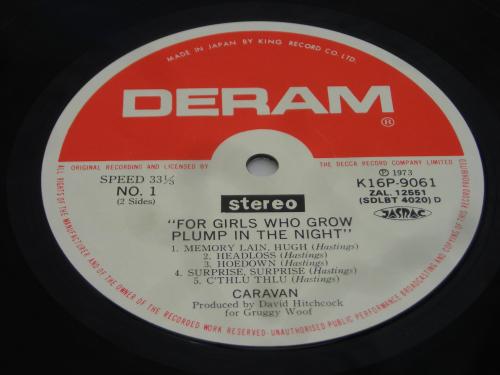 MADE IN JAPAN BY KING RECORD CO. LTD.
DERAM®
ORIGINAL RECORDING AND LICENSED BY THE DECCA RECORD COMPANY LIMITED
SPEED 33⅓
NO. 1
(2 Sides)
stereo
Ⓟ 1973
K16P-9061
ZAL. 12551
(SDLBT 4020) D
JASRAC
"FOR GIRLS WHO GROW
PLUMP IN THE NIGHT"
1. MEMORY LAIN, HUGH (Hastings)
2. HEADLOSS (Hastings)
3. HOEDOWN (Hastings)
4. SURPRISE, SURPRISE (Hastings)
5. C'THLU THLU (Hastings)
CARAVAN
Produced by David Hitchcock
for Gruggy Woof
ALL RIGHTS OF THE MANUFACTURER AND OF THE OWNER OF THE RECORDED WORK RESERVED-UNAUTHORISED PUBLIC PERFORMANCE BROADCASTING AND COPYING OF THIS RECORD PROHIBITED